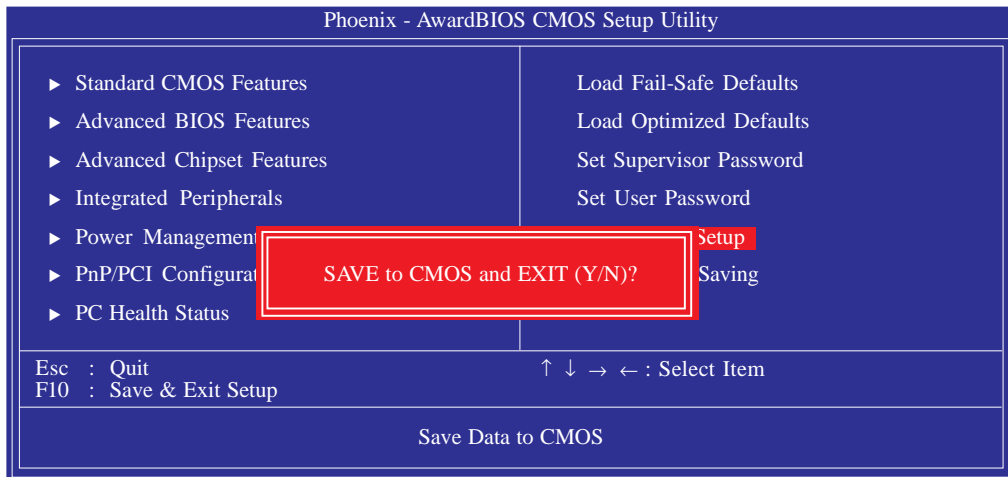 Phoenix - AwardBIOS CMOS Setup Utility
Standard CMOS Features
Advanced BIOS Features
Advanced Chipset Features
Integrated Peripherals
Power Management
PnP/PCI Configurat
PC Health Status
Load Fail-Safe Defaults
Load Optimized Defaults
Set Supervisor Password
Set User Password
Setup
Saving
SAVE to CMOS and EXIT (Y/N)?
Esc : Quit
F10 : Save & Exit Setup
↑ ↓ → ← : Select Item
Save Data to CMOS